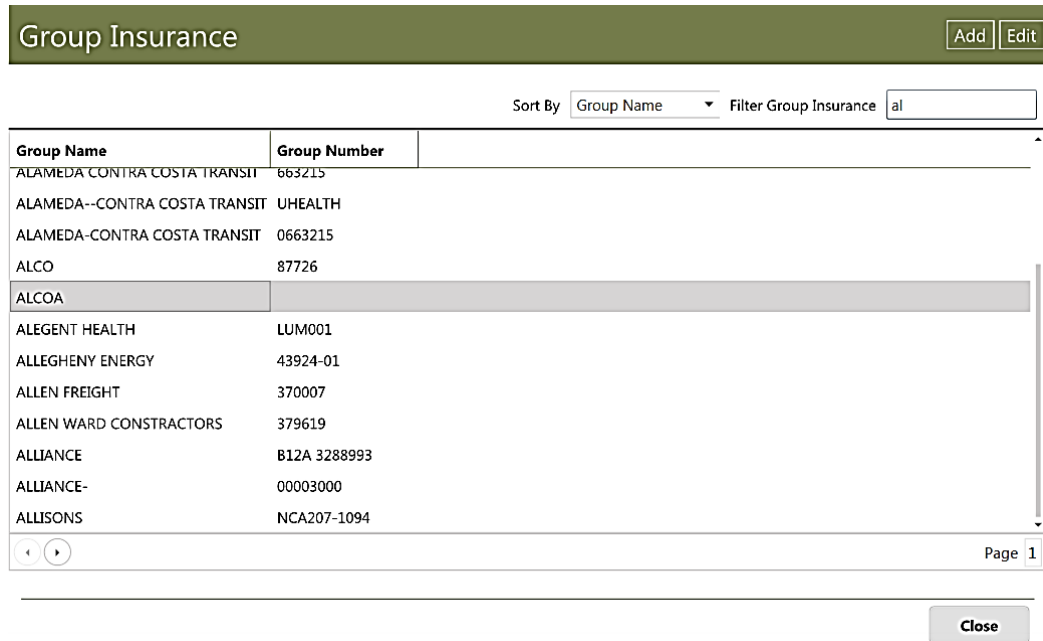 Group Insurance Add Edit
Sort By Group Name Filter Group Insurance al
Group Name Group Number
ALAMEDA CONTRA COSTA TRANSIT 663215
ALAMEDA--CONTRA COSTA TRANSIT UHEALTH
ALAMEDA-CONTRA COSTA TRANSIT 0663215
ALCO 87726
ALCOA
ALEGENT HEALTH LUM001
ALLEGHENY ENERGY 43924-01
ALLEN FREIGHT 370007
ALLEN WARD CONSTRACTORS 379619
ALLIANCE B12A 3288993
ALLIANCE- 00003000
ALLISONS NCA207-1094
Page 1
Close